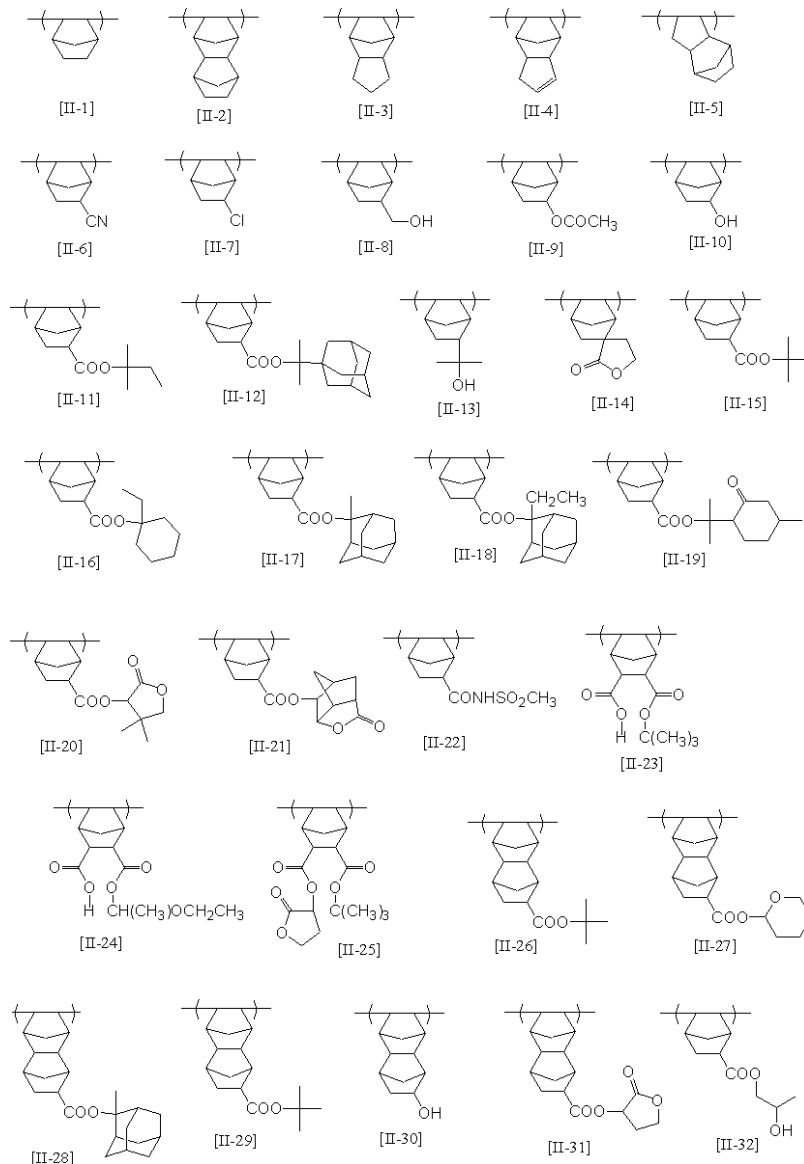 [II-1] [II-2] [II-3] [II-4] [II-5]
CN Cl OH OCOCH3 OH
[II-6] [II-7] [II-8] [II-9] [II-10]
COO COO OH O O COO
[II-11] [II-12] [II-13] [II-14] [II-15]
COO COO COO CH2CH3 COO O
[II-16] [II-17] [II-18] [II-19]
COO O O COO O O CONHSO2CH3 O O O O H C(CH3)3
[II-20] [II-21] [II-22] [II-23]
O O O O H CH(CH3)OCH2CH3 O O O O O O C(CH3)3 COO COO O
[II-24] [II-25] [II-26] [II-27]
COO COO OH COO O O COO OH
[II-28] [II-29] [II-30] [II-31] [II-32]